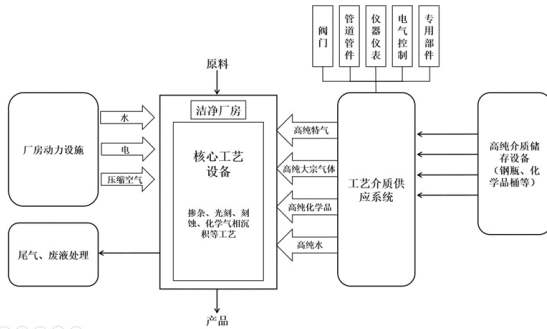 阀门
管道管件
仪器仪表
电气控制
专用部件
原料
洁净厂房
厂房动力设施
水
电
压缩空气
核心工艺
设备
掺杂、光刻、刻
蚀、化学气相沉
积等工艺
高纯特气
高纯大宗气体
高纯化学品
高纯水
工艺介质供
应系统
高纯介质储
存设备
（钢瓶、化
学品桶等）
尾气、废液处理
产品